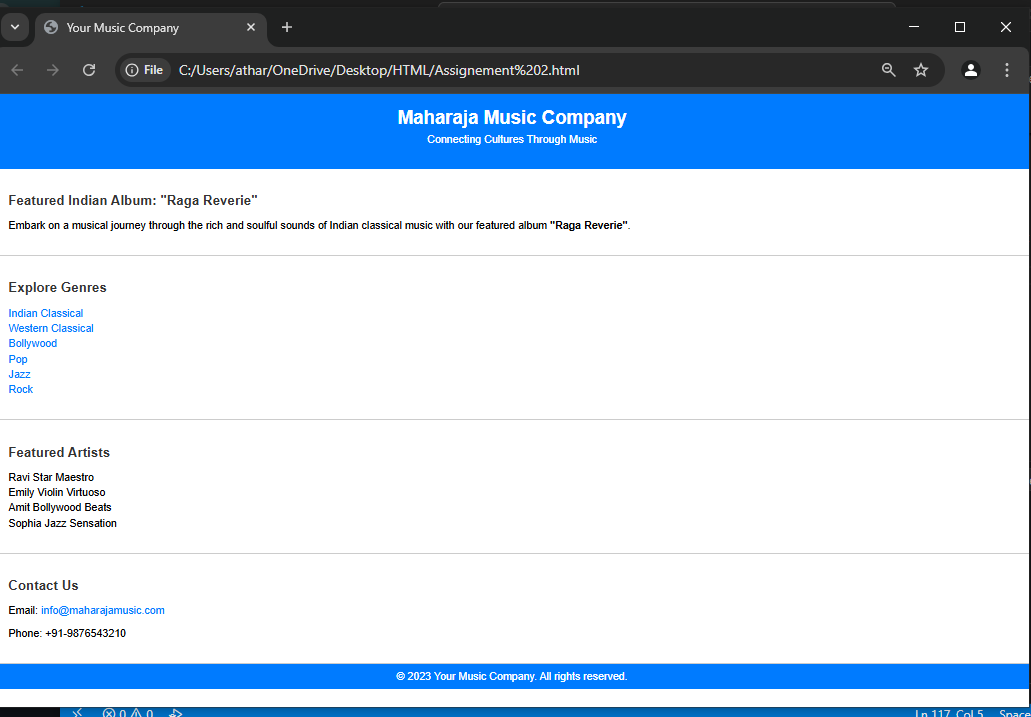 Your Music Company
File
C:/Users/athar/OneDrive/Desktop/HTML/Assignement%202.html
Maharaja Music Company
Connecting Cultures Through Music
Featured Indian Album: "Raga Reverie"
Embark on a musical journey through the rich and soulful sounds of Indian classical music with our featured album "Raga Reverie".
Explore Genres
Indian Classical
Western Classical
Bollywood
Pop
Jazz
Rock
Featured Artists
Ravi Star Maestro
Emily Violin Virtuoso
Amit Bollywood Beats
Sophia Jazz Sensation
Contact Us
Email: info@maharajamusic.com
Phone: +91-9876543210
© 2023 Your Music Company. All rights reserved.
0 0 Ln 117, Col 5 Space